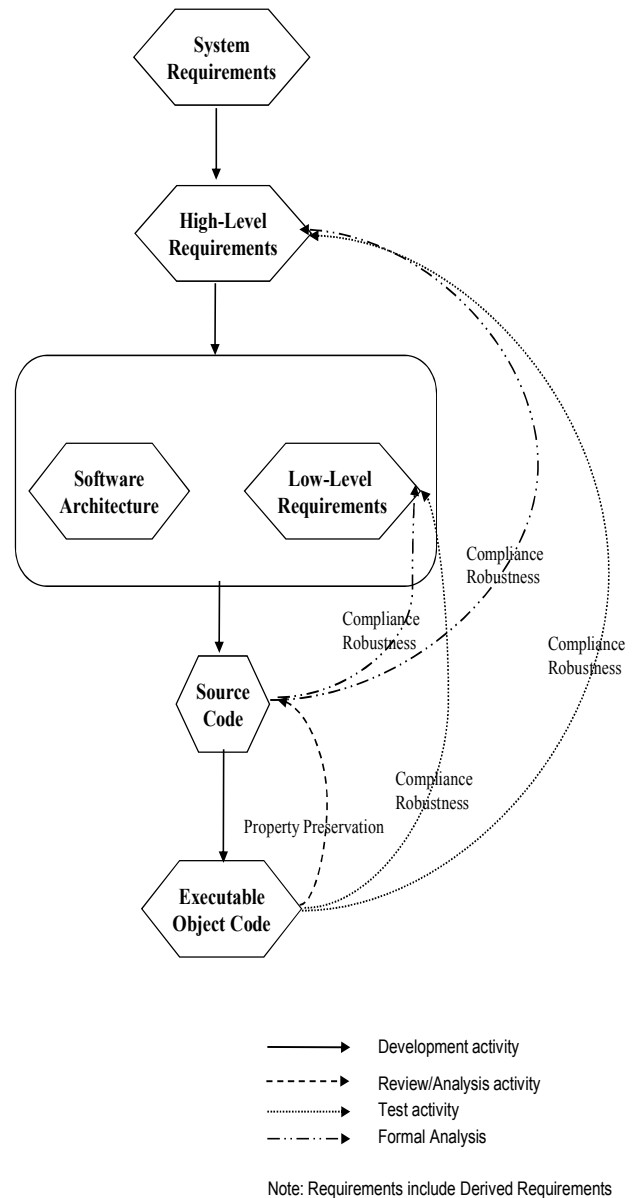 System
Requirements
High-Level
Requirements
Software
Architecture
Low-Level
Requirements
Compliance
Robustness
Compliance
Robustness
Compliance
Robustness
Source
Code
Compliance
Robustness
Property Preservation
Executable
Object Code
Development activity
Review/Analysis activity
Test activity
Formal Analysis
Note: Requirements include Derived Requirements